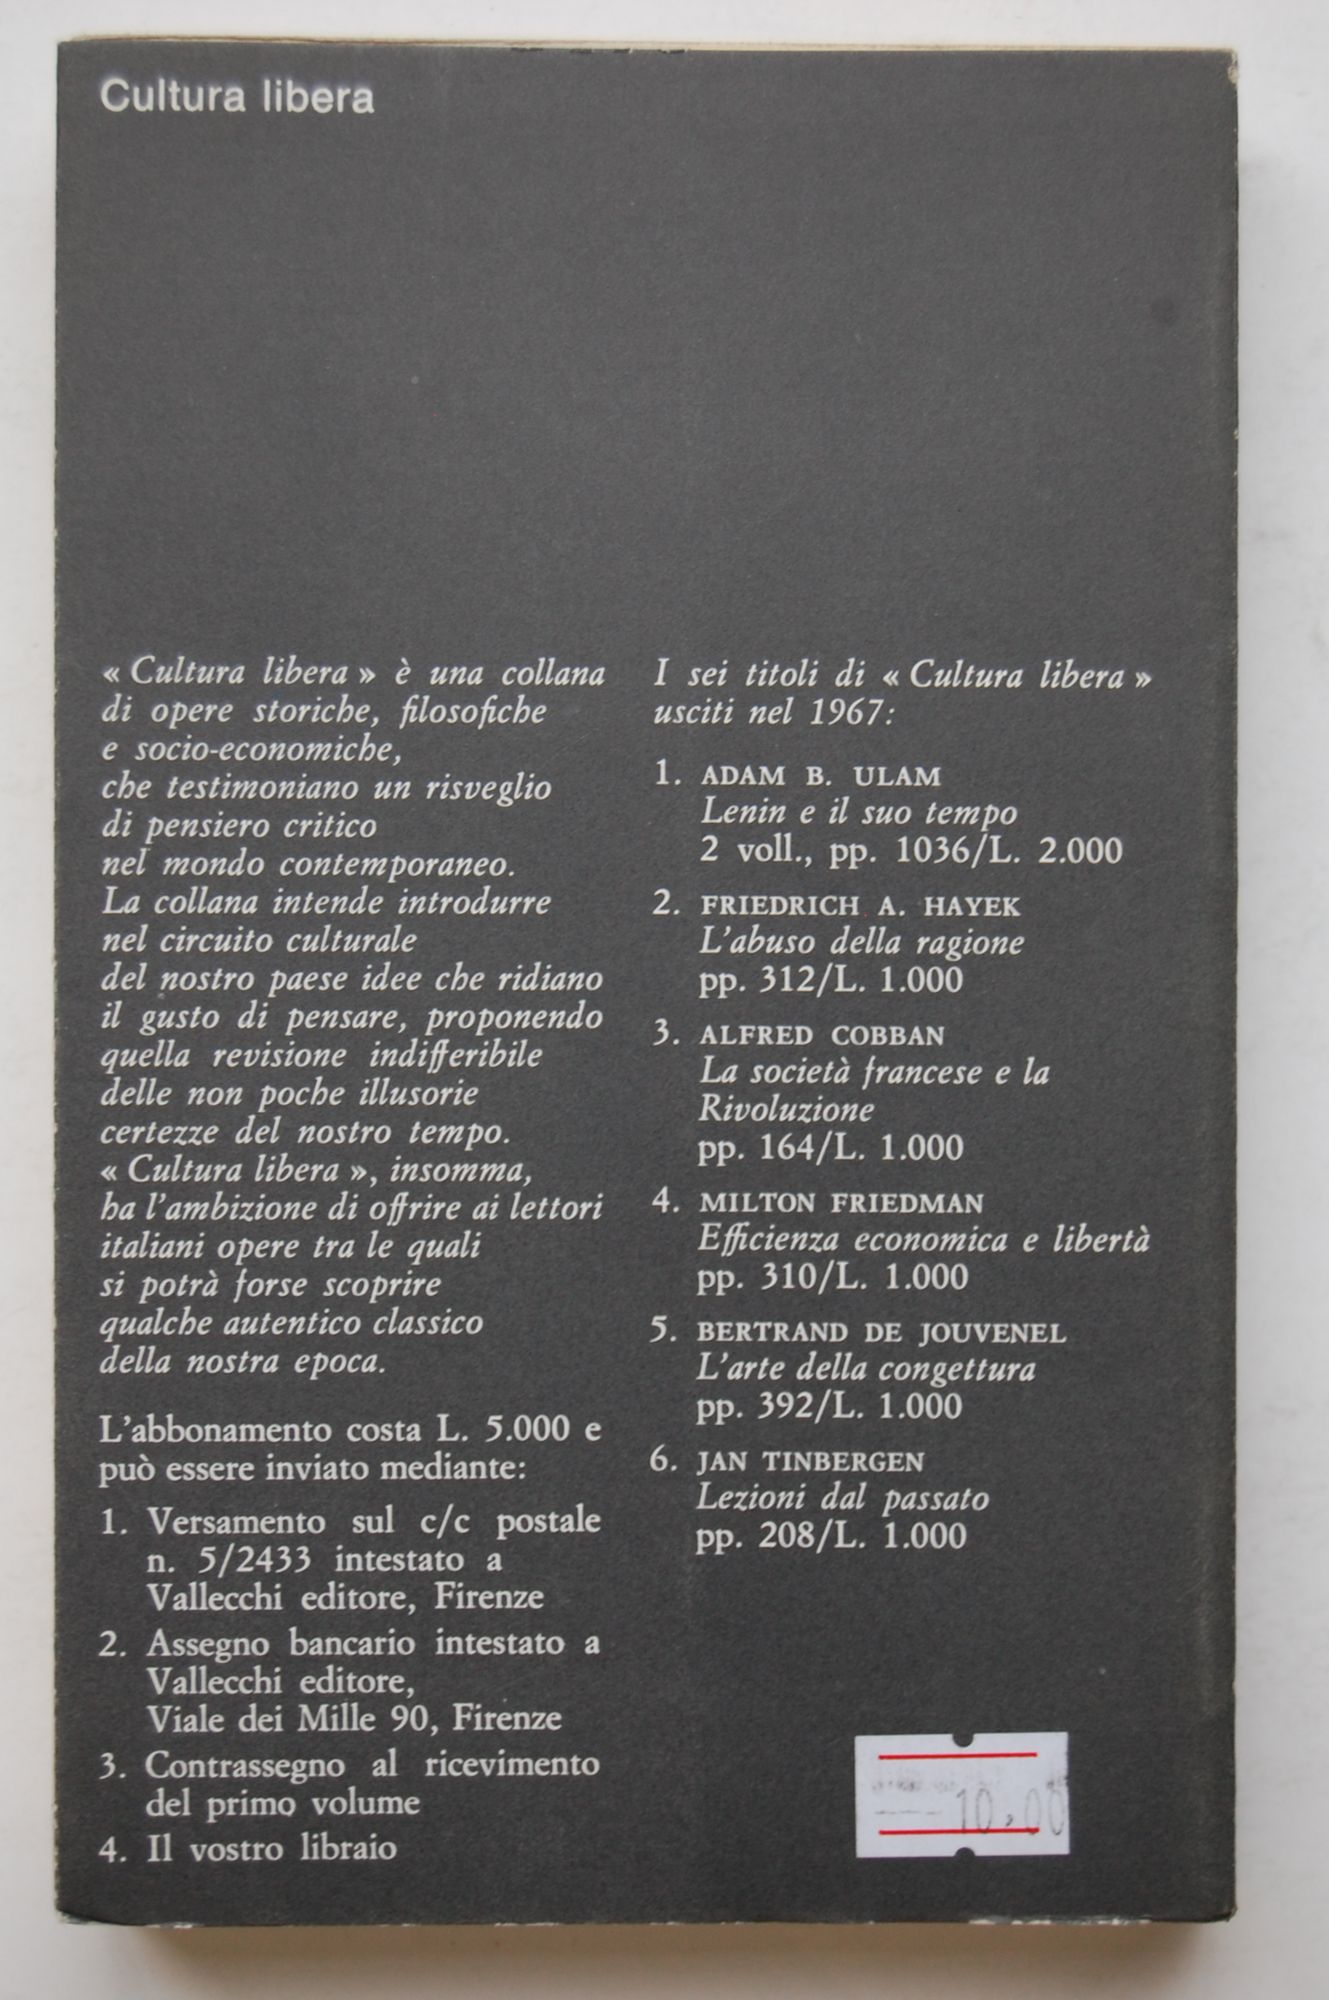 Cultura libera
« Cultura libera » è una collana
di opere storiche, filosofiche
e socio-economiche,
che testimoniano un risveglio
di pensiero critico
nel mondo contemporaneo.
La collana intende introdurre
nel circuito culturale
del nostro paese idee che ridiano
il gusto di pensare, proponendo
quella revisione indifferibile
delle non poche illusorie
certezze del nostro tempo.
« Cultura libera », insomma,
ha l'ambizione di offrire ai lettori
italiani opere tra le quali
si potrà forse scoprire
qualche autentico classico
della nostra epoca.
L'abbonamento costa L. 5.000 e
può essere inviato mediante:
1. Versamento sul c/c postale
n. 5/2433 intestato a
Vallecchi editore, Firenze
2. Assegno bancario intestato a
Vallecchi editore,
Viale dei Mille 90, Firenze
3. Contrassegno al ricevimento
del primo volume
4. Il vostro libraio
I sei titoli di « Cultura libera »
usciti nel 1967:
1. ADAM B. ULAM
Lenin e il suo tempo
2 voll., pp. 1036/L. 2.000
2. FRIEDRICH A. HAYEK
L'abuso della ragione
pp. 312/L. 1.000
3. ALFRED COBBAN
La società francese e la
Rivoluzione
pp. 164/L. 1.000
4. MILTON FRIEDMAN
Efficienza economica e libertà
pp. 310/L. 1.000
5. BERTRAND DE JOUVENEL
L'arte della congettura
pp. 392/L. 1.000
6. JAN TINBERGEN
Lezioni dal passato
pp. 208/L. 1.000
10,00